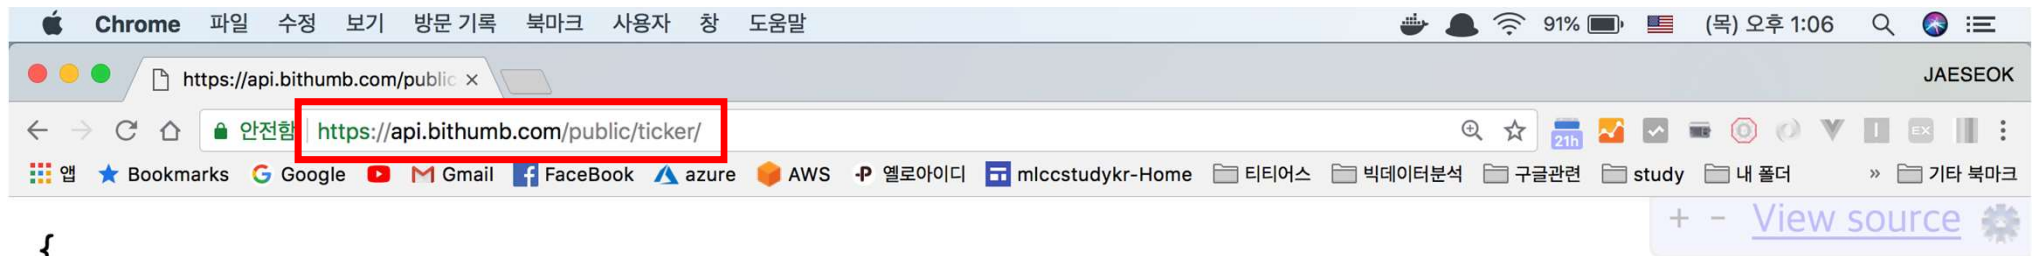 Chrome 파일 수정 보기 방문 기록 북마크 사용자 창 도움말 91% (목) 오후 1:06
https://api.bithumb.com/public × JAESEOK
안전함 https://api.bithumb.com/public/ticker/ 21h I EX
앱 Bookmarks Google Gmail FaceBook azure AWS 옐로아이디 mlccstudykr-Home 티티어스 빅데이터분석 구글관련 study 내 폴더 » 기타 북마크
+ - View source
{